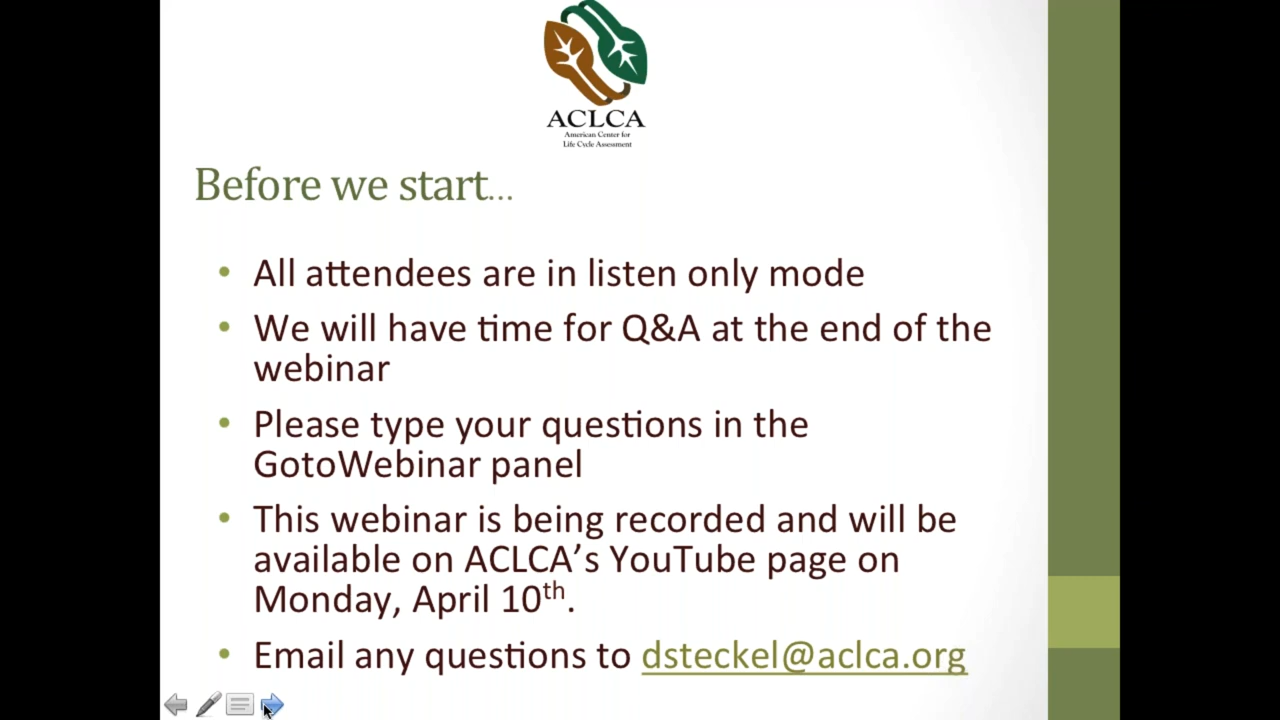 ACLCA
American Center for
Life Cycle Assessment
Before we start...
• All attendees are in listen only mode
• We will have time for Q&A at the end of the
webinar
• Please type your questions in the
GotoWebinar panel
• This webinar is being recorded and will be
available on ACLCA’s YouTube page on
Monday, April 10th.
• Email any questions to dsteckel@aclca.org